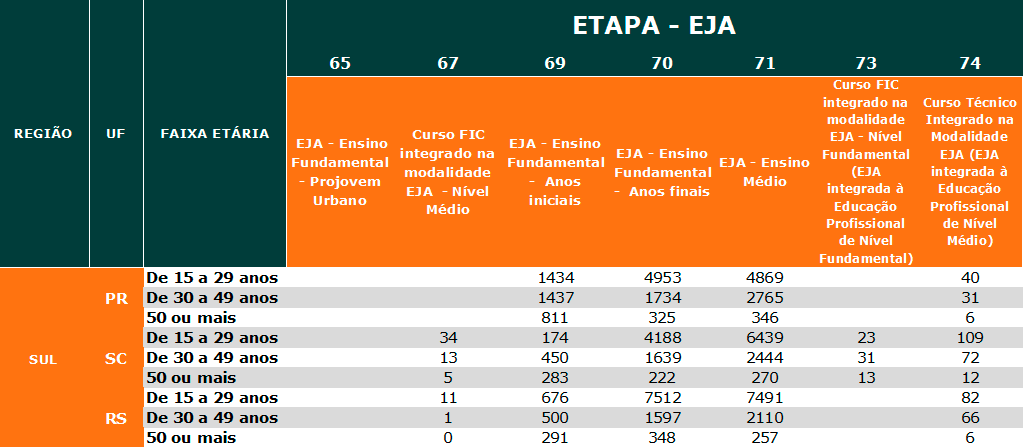 ETAPA – EJA
65 67 69 70 71 73 74
REGIÃO UF FAIXA ETÁRIA
EJA - Ensino
Fundamental
- Projovem
Urbano
Curso FIC
integrado na
modalidade
EJA  - Nível
Médio
EJA - Ensino
Fundamental
-  Anos
iniciais
EJA - Ensino
Fundamental
-  Anos finais
EJA - Ensino
Médio
Curso FIC
integrado na
modalidade
EJA - Nível
Fundamental
(EJA
integrada à
Educação
Profissional
de Nível
Fundamental)
Curso Técnico
Integrado na
Modalidade
EJA (EJA
integrada à
Educação
Profissional
de Nível
Médio)
SUL
PR
De 15 a 29 anos 1434 4953 4869 40
De 30 a 49 anos 1437 1734 2765 31
50 ou mais 811 325 346 6
SC
De 15 a 29 anos 34 174 4188 6439 23 109
De 30 a 49 anos 13 450 1639 2444 31 72
50 ou mais 5 283 222 270 13 12
RS
De 15 a 29 anos 11 676 7512 7491 82
De 30 a 49 anos 1 500 1597 2110 66
50 ou mais 0 291 348 257 6